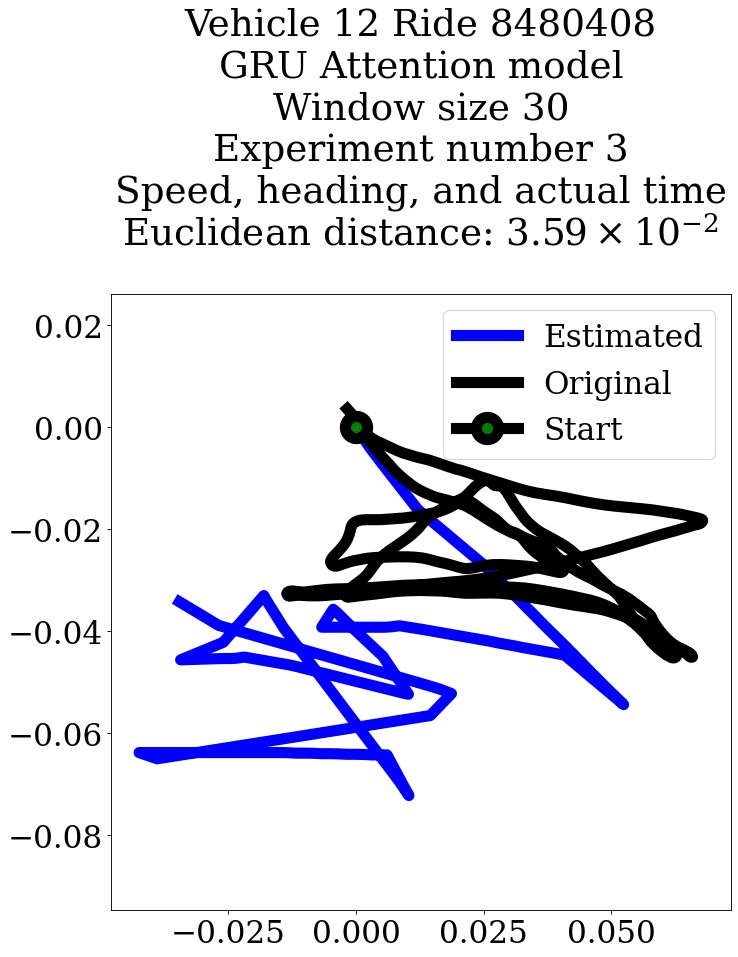 Vehicle 12 Ride 8480408
GRU Attention model
Window size 30
Experiment number 3
Speed, heading, and actual time
Euclidean distance: 3.59 × 10⁻²
Estimated
Original
Start
0.02
0.00
−0.02
−0.04
−0.06
−0.08
−0.025 0.000 0.025 0.050